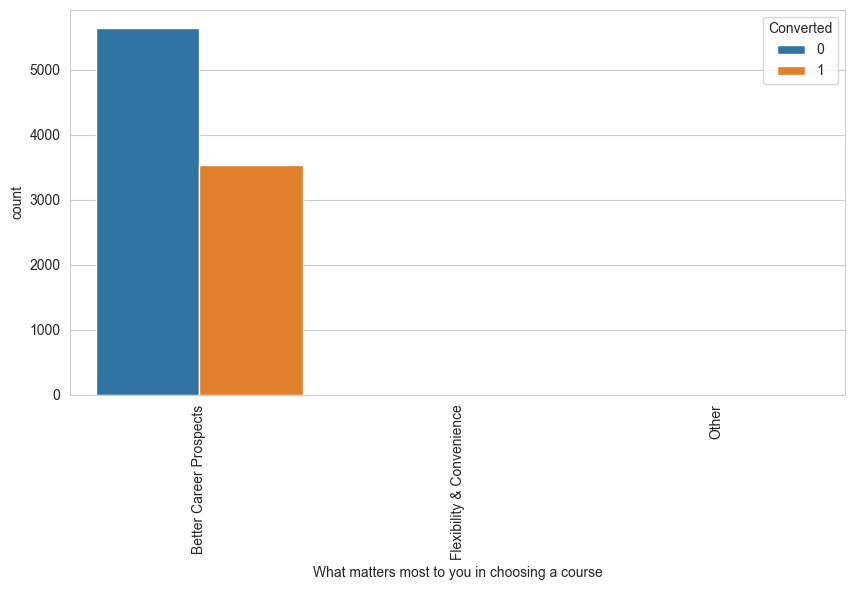 Converted
0
1
5000
4000
3000
2000
1000
0
count
Better Career Prospects
Flexibility & Convenience
Other
What matters most to you in choosing a course